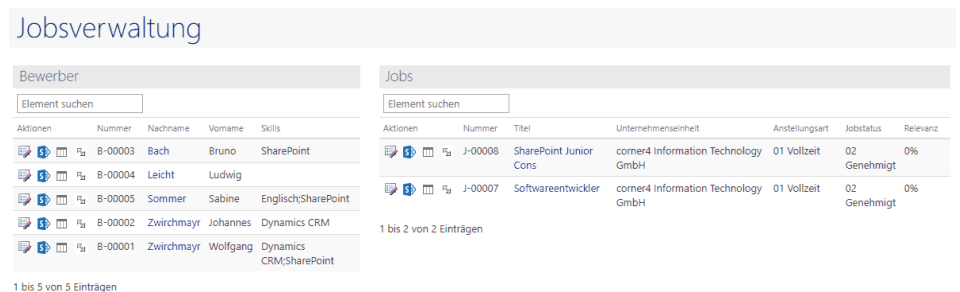 Jobsverwaltung
Bewerber
Element suchen
Aktionen Nummer Nachname Vorname Skills
B-00003 Bach Bruno SharePoint
B-00004 Leicht Ludwig
B-00005 Sommer Sabine Englisch;SharePoint
B-00002 Zwirchmayr Johannes Dynamics CRM
B-00001 Zwirchmayr Wolfgang Dynamics
CRM;SharePoint
1 bis 5 von 5 Einträgen
Jobs
Element suchen
Aktionen Nummer Titel Unternehmenseinheit Anstellungsart Jobstatus Relevanz
J-00008 SharePoint Junior corner4 Information Technology 01 Vollzeit 02 0%
Cons GmbH Genehmigt
J-00007 Softwareentwickler corner4 Information Technology 01 Vollzeit 02 0%
GmbH Genehmigt
1 bis 2 von 2 Einträgen